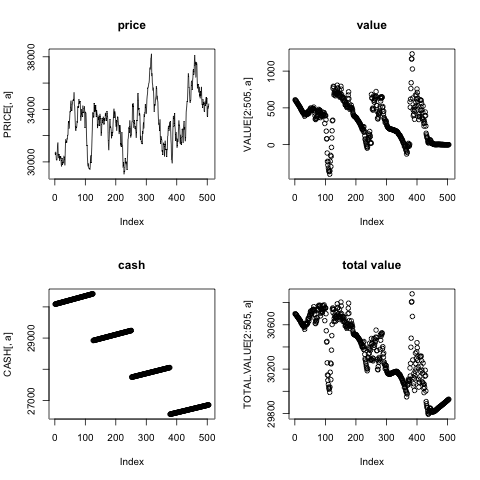 price
38000
34000
30000
PRICE[, a]
0 100 200 300 400 500
Index
value
1000
500
0
VALUE[2:505, a]
0 100 200 300 400 500
Index
cash
29000
27000
CASH[, a]
0 100 200 300 400 500
Index
total value
30600
30200
29800
TOTAL.VALUE[2:505, a]
0 100 200 300 400 500
Index